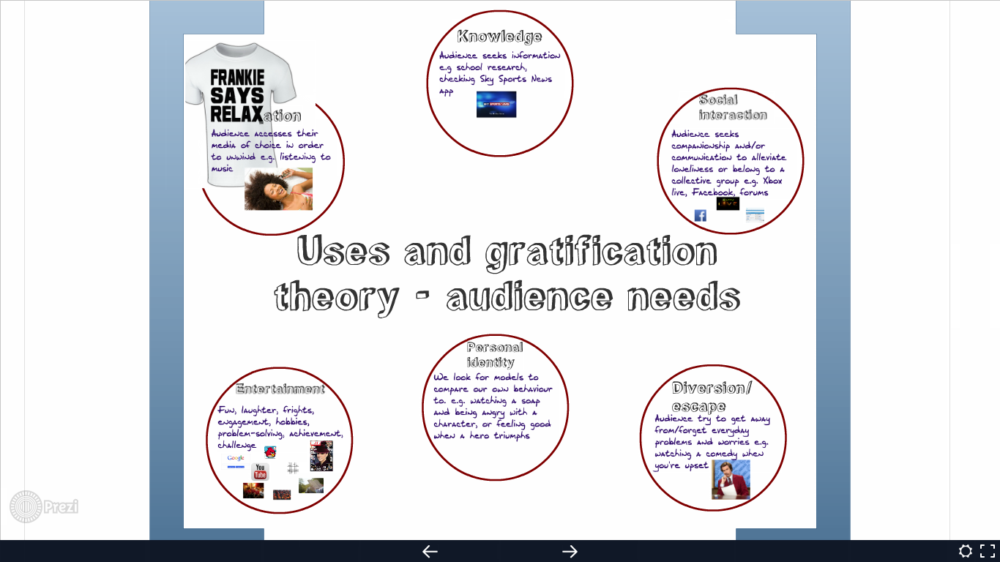 Knowledge
Audience seeks information
e.g school research,
checking Sky Sports News
app
FRANKIE
SAYS
RELAXation
Audience accesses their
media of choice in order
to unwind e.g. listening to
music
Social
interaction
Audience seeks
companionship and/or
communication to alleviate
loneliness or belong to a
collective group e.g. Xbox
live, Facebook, forums
Uses and gratification
theory - audience needs
Entertainment
Fun, laughter, frights,
engagement, hobbies,
problem-solving, achievement,
challenge
Google
You
Tube
Personal
identity
We look for models to
compare our own behaviour
to. e.g. watching a soap
and being angry with a
character, or feeling good
when a hero triumphs
Diversion/
escape
Audience try to get away
from/forget everyday
problems and worries e.g.
watching a comedy when
you're upset
Prezi